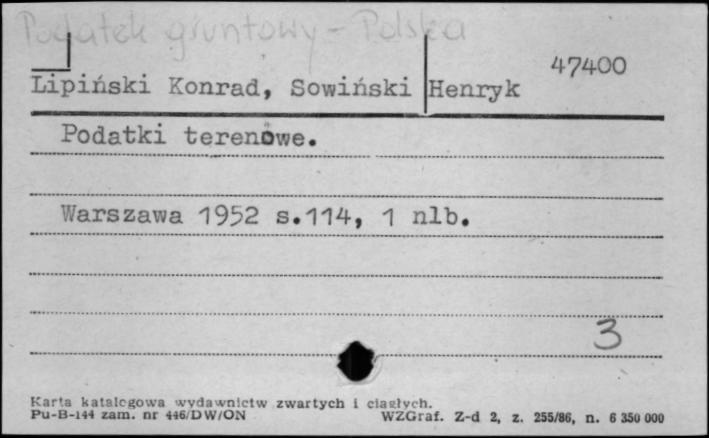 Podatek gruntowy - Polska
47400
Lipiński Konrad, Sowiński Henryk
Podatki terenowe.
Warszawa 1952 s.114, 1 nlb.
3
Karta katalogowa wydawnictw zwartych i ciągłych.
Pu-B-144 zam. nr 446/DW/ON WZGraf. Z-d 2, z. 255/86, n. 6 350 000